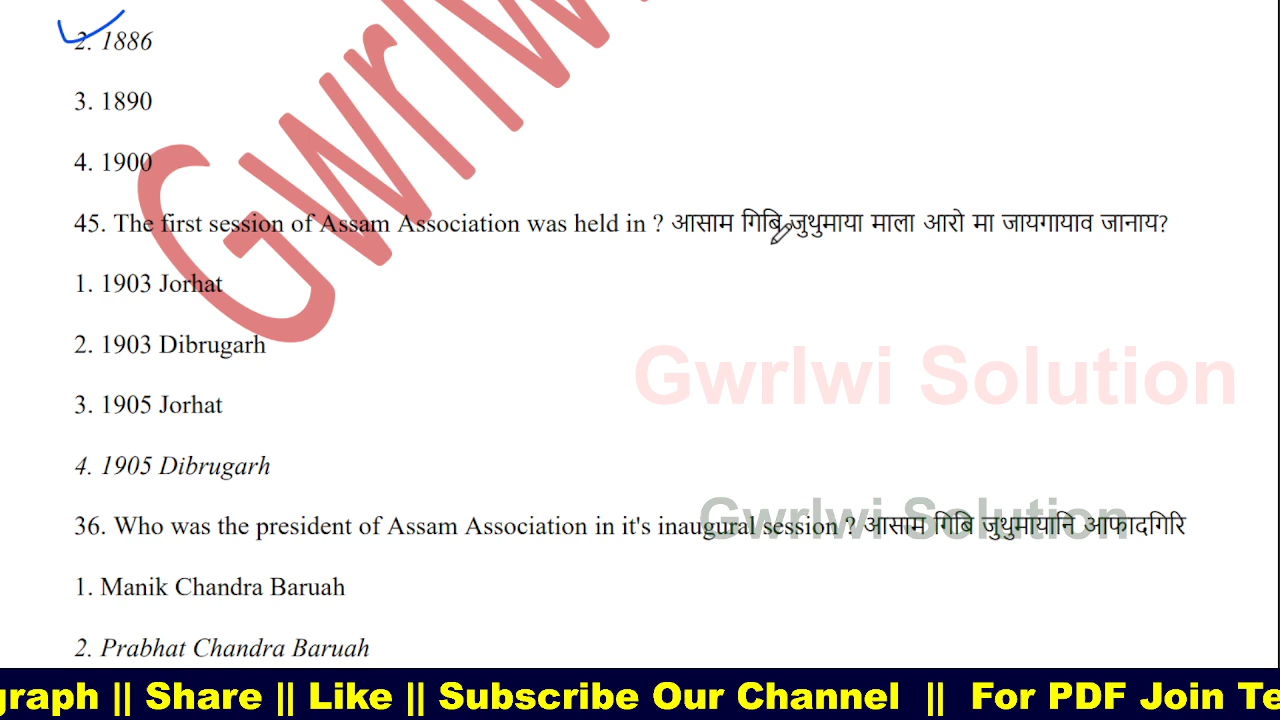 2. 1886
3. 1890
4. 1900
45. The first session of Assam Association was held in ? आसाम गिबि जुथुमाया माला आरो मा जायगायाव जानाय?
1. 1903 Jorhat
2. 1903 Dibrugarh
3. 1905 Jorhat
Gwrlwi Solution
4. 1905 Dibrugarh
Gwrlwi Solution
36. Who was the president of Assam Association in it's inaugural session ? आसाम गिबि जुथुमायानि आफादगिरि
1. Manik Chandra Baruah
2. Prabhat Chandra Baruah
graph || Share || Like || Subscribe Our Channel || For PDF Join Te